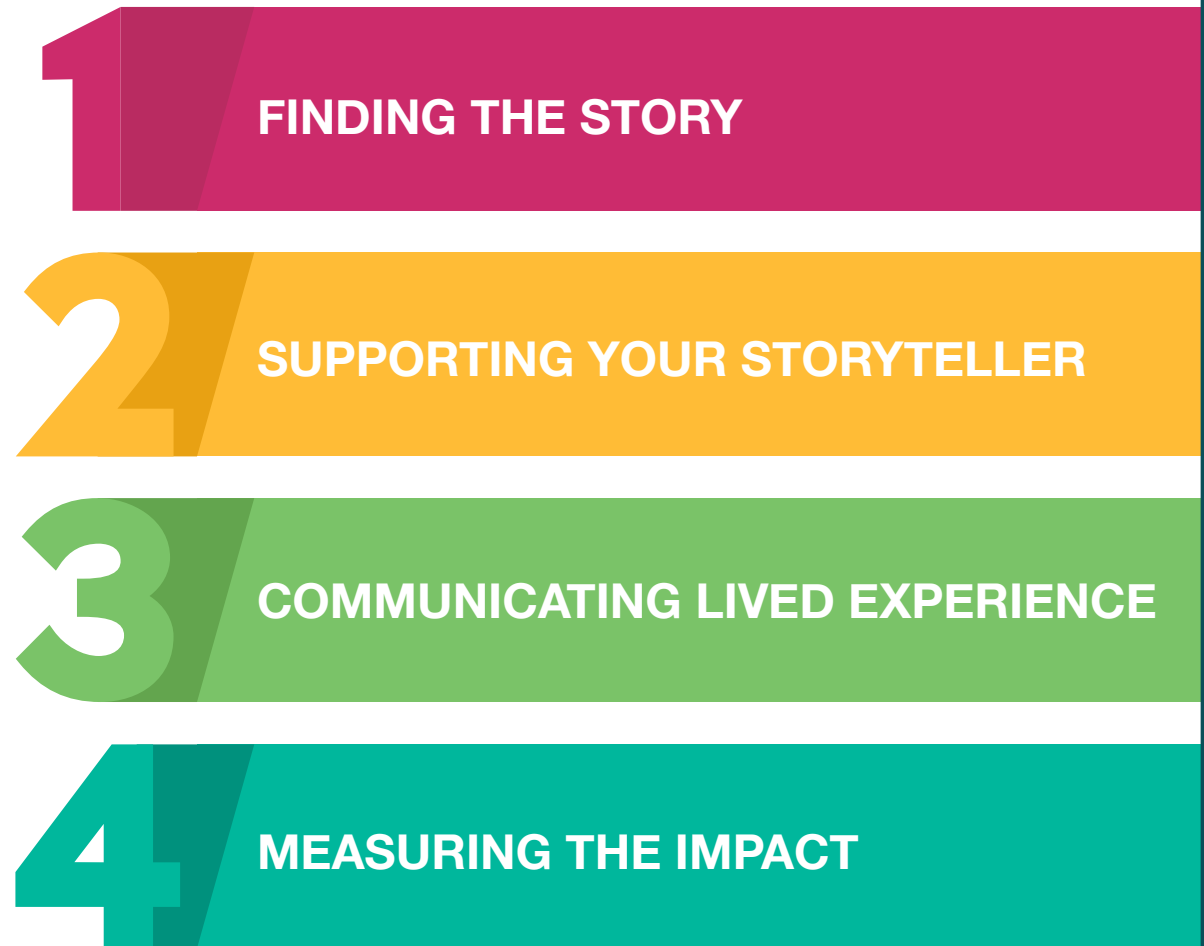 1
FINDING THE STORY
2
SUPPORTING YOUR STORYTELLER
3
COMMUNICATING LIVED EXPERIENCE
4
MEASURING THE IMPACT